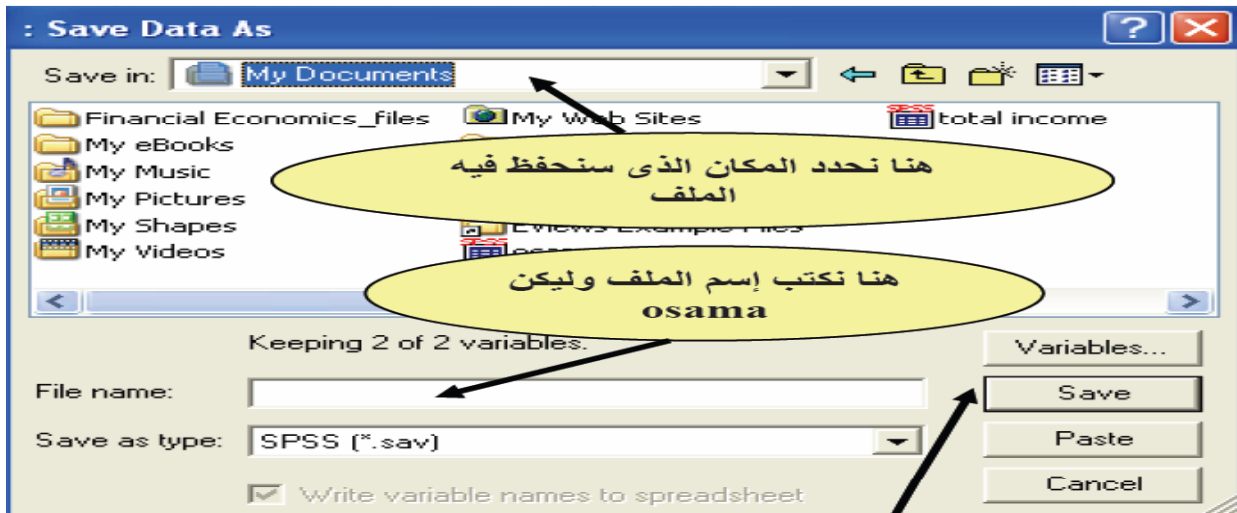 : Save Data As
Save in: My Documents
Financial Economics_files
My eBooks
My Music
My Pictures
My Shapes
My Videos
My Web Sites
Eviews Example Files
total income
هنا نحدد المكان الذى سنحفظ فيه
الملف
هنا نكتب إسم الملف وليكن
osama
Keeping 2 of 2 variables.
Variables...
File name:
Save
Save as type: SPSS (*.sav)
Paste
Write variable names to spreadsheet
Cancel